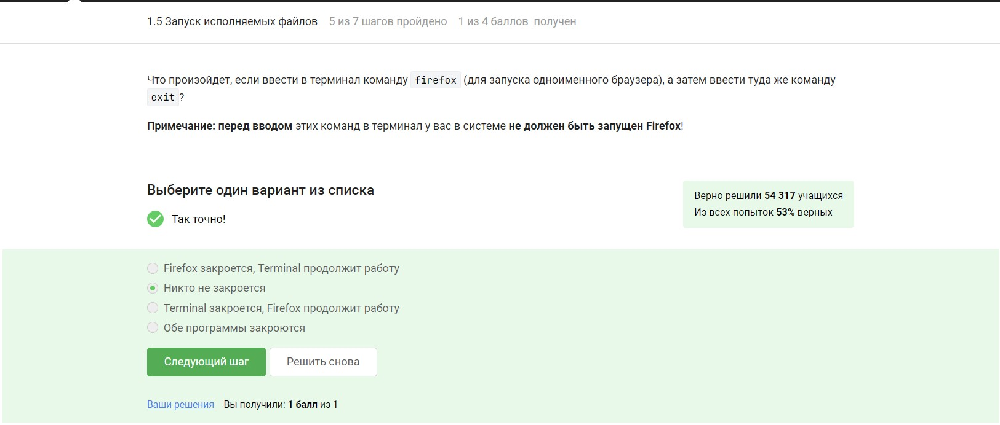 1.5 Запуск исполняемых файлов 5 из 7 шагов пройдено 1 из 4 баллов получен
Что произойдет, если ввести в терминал команду firefox (для запуска одноименного браузера), а затем ввести туда же команду
exit ?
Примечание: перед вводом этих команд в терминал у вас в системе не должен быть запущен Firefox!
Выберите один вариант из списка
Так точно!
Верно решили 54 317 учащихся
Из всех попыток 53% верных
Firefox закроется, Terminal продолжит работу
Никто не закроется
Terminal закроется, Firefox продолжит работу
Обе программы закроются
Следующий шаг Решить снова
Ваши решения Вы получили: 1 балл из 1